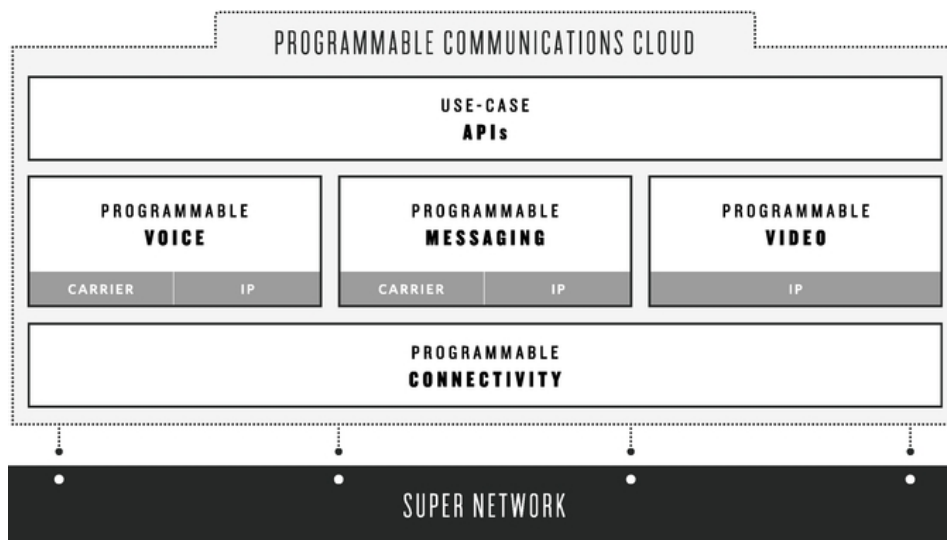 PROGRAMMABLE COMMUNICATIONS CLOUD
USE-CASE
APIs
PROGRAMMABLE
VOICE
CARRIER
IP
PROGRAMMABLE
MESSAGING
CARRIER
IP
PROGRAMMABLE
VIDEO
IP
PROGRAMMABLE
CONNECTIVITY
SUPER NETWORK